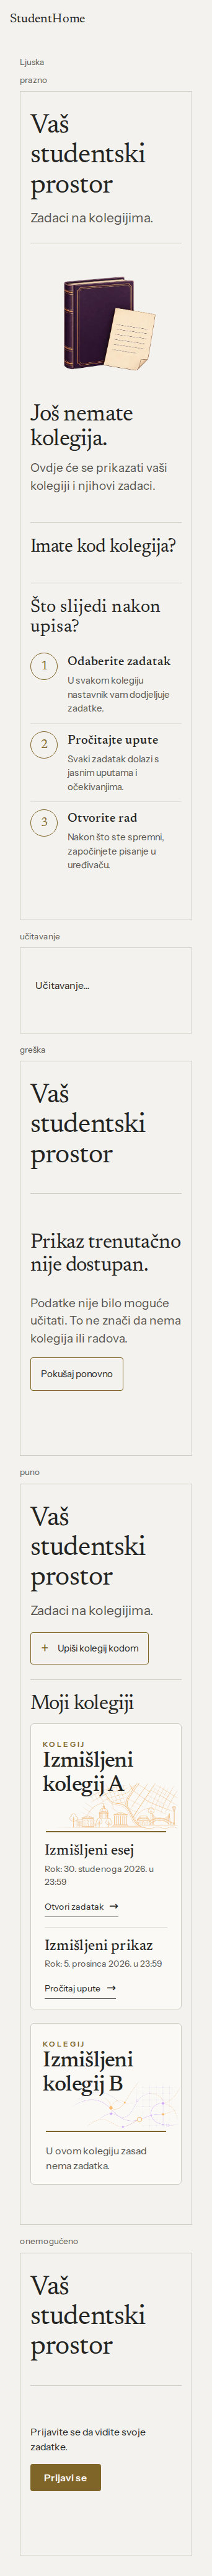 StudentHome
Ljuska
prazno
Vaš
studentski
prostor
Zadaci na kolegijima.
Još nemate
kolegija.
Ovdje će se prikazati vaši
kolegiji i njihovi zadaci.
Imate kod kolegija?
Što slijedi nakon
upisa?
1
Odaberite zadatak
U svakom kolegiju
nastavnik vam dodjeljuje
zadatke.
2
Pročitajte upute
Svaki zadatak dolazi s
jasnim uputama i
očekivanjima.
3
Otvorite rad
Nakon što ste spremni,
započinjete pisanje u
uređivaču.
učitavanje
Učitavanje...
greška
Vaš
studentski
prostor
Prikaz trenutačno
nije dostupan.
Podatke nije bilo moguće
učitati. To ne znači da nema
kolegija ili radova.
Pokušaj ponovno
puno
Vaš
studentski
prostor
Zadaci na kolegijima.
+ Upiši kolegij kodom
Moji kolegiji
KOLEGIJ
Izmišljeni
kolegij A
Izmišljeni esej
Rok: 30. studenoga 2026. u
23:59
Otvori zadatak →
Izmišljeni prikaz
Rok: 5. prosinca 2026. u 23:59
Pročitaj upute →
KOLEGIJ
Izmišljeni
kolegij B
U ovom kolegiju zasad
nema zadataka.
onemogućeno
Vaš
studentski
prostor
Prijavite se da vidite svoje
zadatke.
Prijavi se